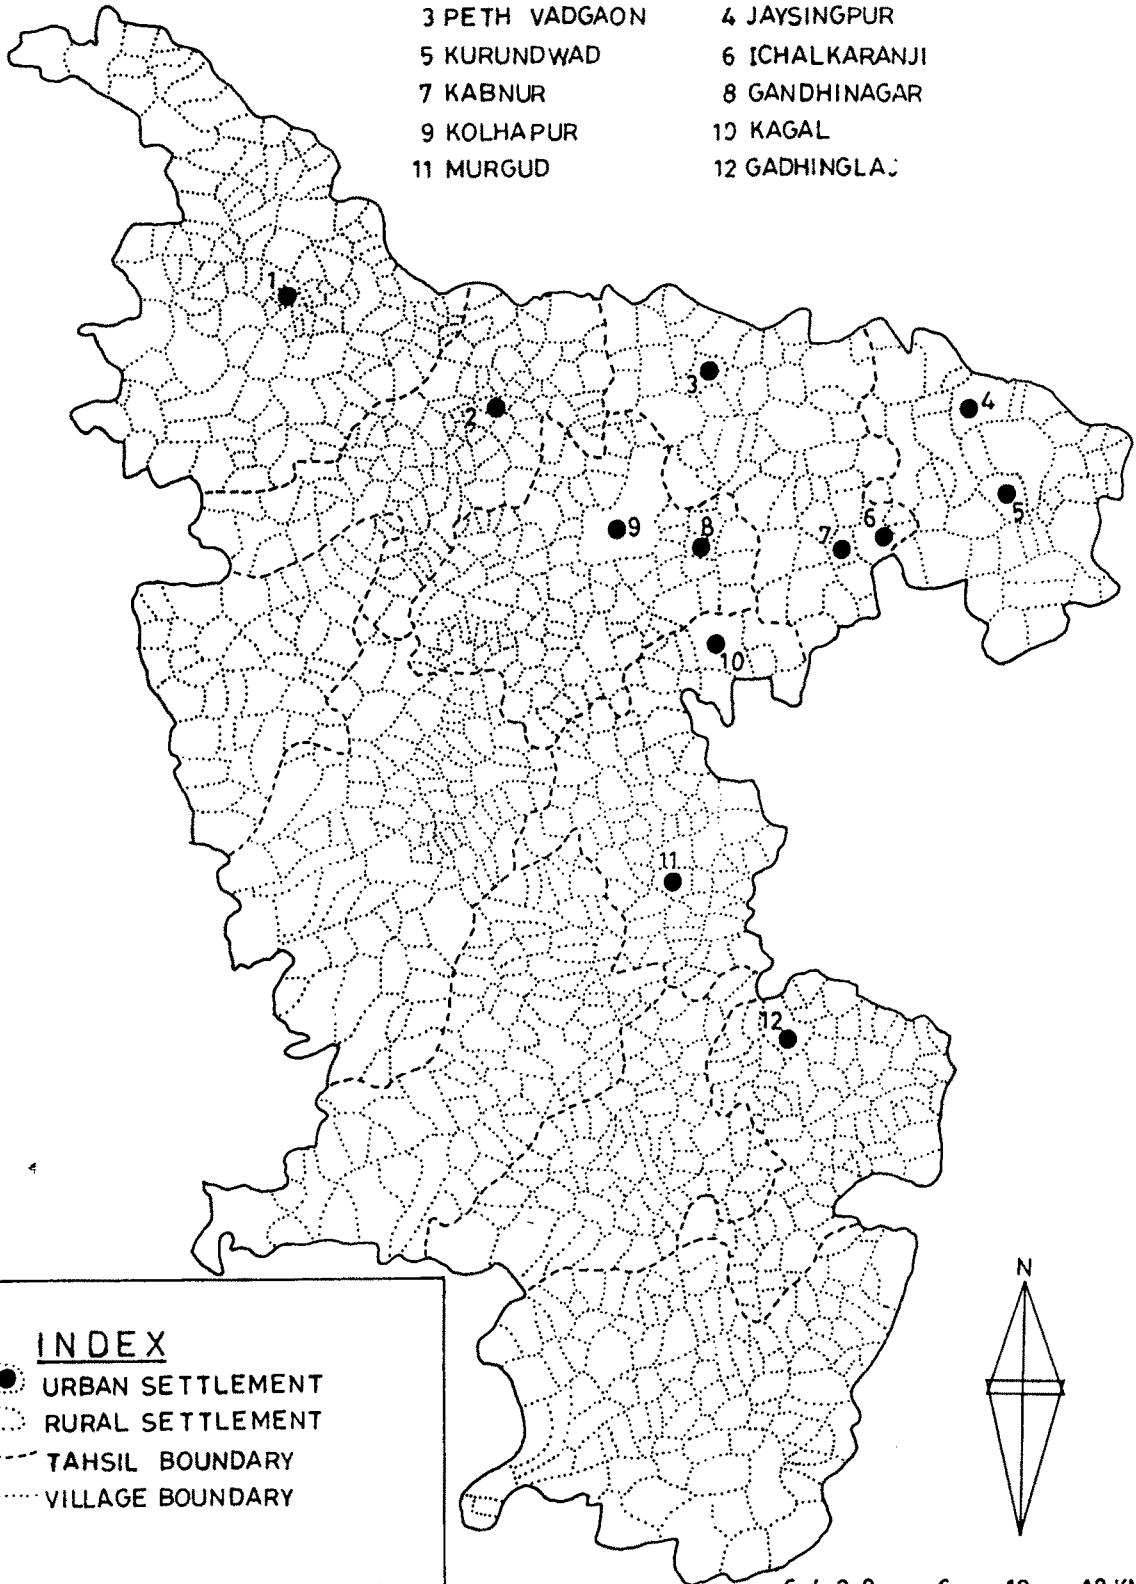 3 PETH VADGAON 4 JAYSINGPUR
5 KURUNDWAD 6 ICHALKARANJI
7 KABNUR 8 GANDHINAGAR
9 KOLHAPUR 10 KAGAL
11 MURGUD 12 GADHINGLAJ
1
2
3
4
5
9
8
7
6
10
11
12
N
INDEX
URBAN SETTLEMENT
RURAL SETTLEMENT
TAHSIL BOUNDARY
VILLAGE BOUNDARY